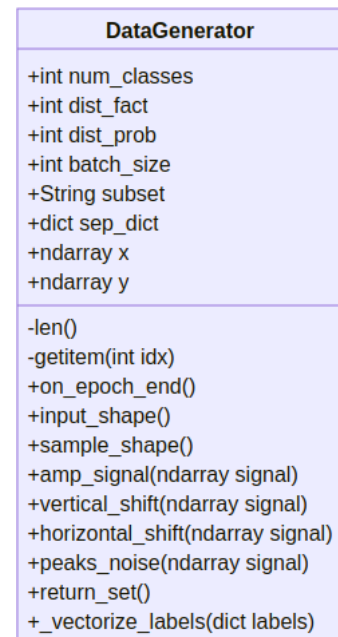 DataGenerator
+int num_classes
+int dist_fact
+int dist_prob
+int batch_size
+String subset
+dict sep_dict
+ndarray x
+ndarray y
-len()
-getitem(int idx)
+on_epoch_end()
+input_shape()
+sample_shape()
+amp_signal(ndarray signal)
+vertical_shift(ndarray signal)
+horizontal_shift(ndarray signal)
+peaks_noise(ndarray signal)
+return_set()
+_vectorize_labels(dict labels)